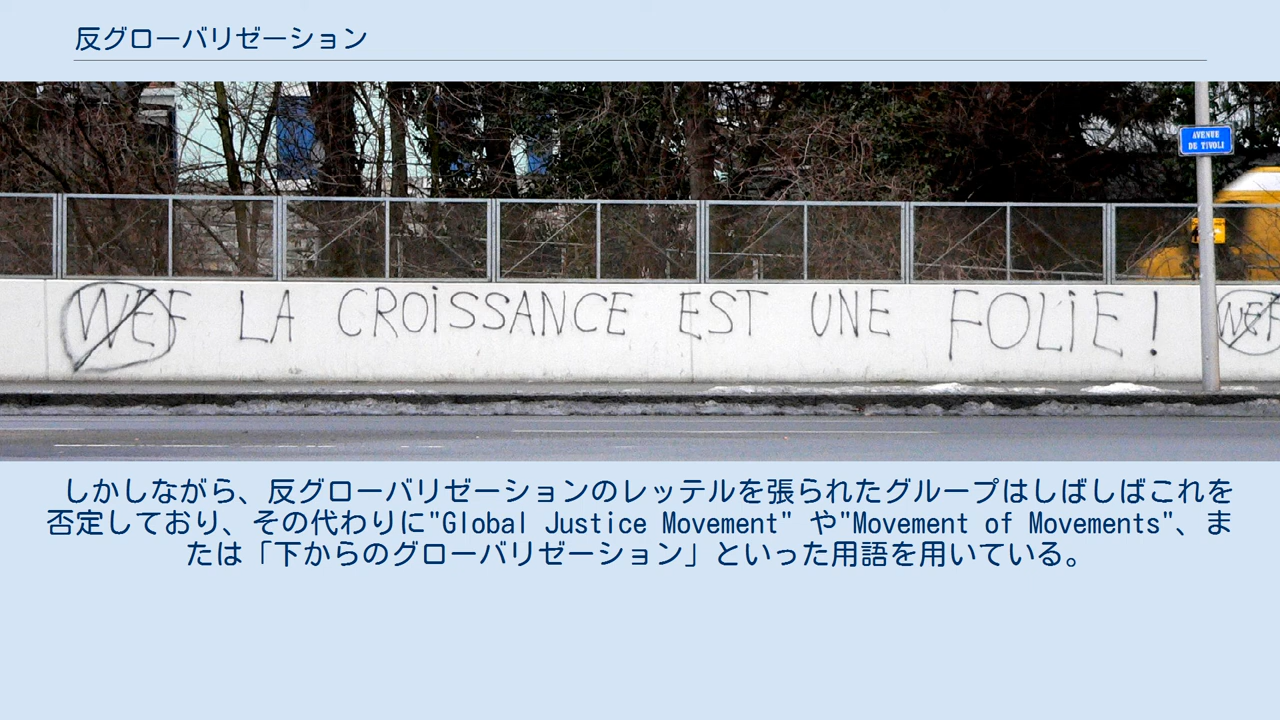 反グローバリゼーション
AVENUE
DE TIVOLI
WEF LA CROISSANCE EST UNE FOLIE! WEF
しかしながら、反グローバリゼーションのレッテルを張られたグループはしばしばこれを
否定しており、その代わりに"Global Justice Movement" や"Movement of Movements"、ま
たは「下からのグローバリゼーション」といった用語を用いている。